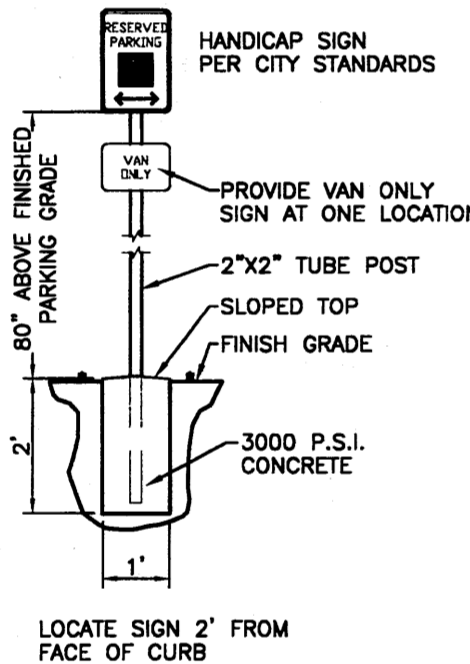 RESERVED
PARKING
HANDICAP SIGN
PER CITY STANDARDS
VAN
ONLY
PROVIDE VAN ONLY
SIGN AT ONE LOCATION
80" ABOVE FINISHED
PARKING GRADE
2"X2" TUBE POST
SLOPED TOP
FINISH GRADE
2'
3000 P.S.I.
CONCRETE
1'
LOCATE SIGN 2' FROM
FACE OF CURB